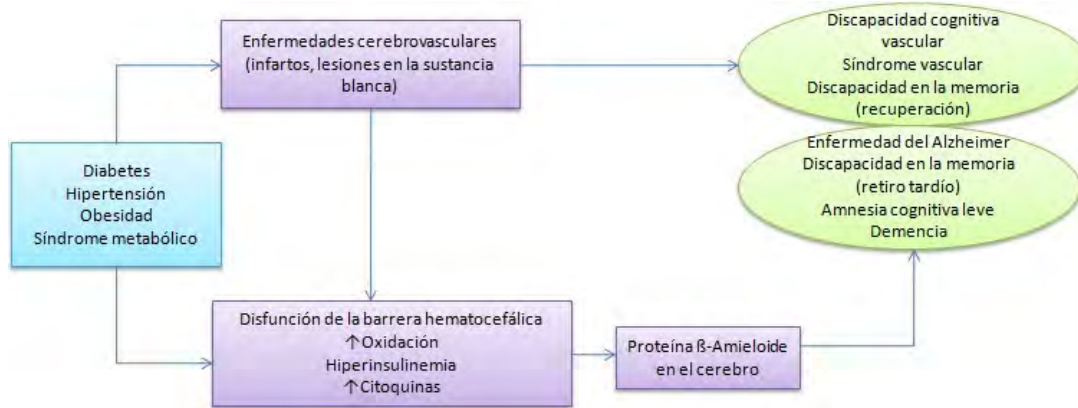 Enfermedades cerebrovasculares
(infartos, lesiones en la sustancia
blanca)
Discapacidad cognitiva
vascular
Síndrome vascular
Discapacidad en la memoria
(recuperación)
Diabetes
Hipertensión
Obesidad
Síndrome metabólico
Enfermedad del Alzheimer
Discapacidad en la memoria
(retiro tardío)
Amnesia cognitiva leve
Demencia
Disfunción de la barrera hematocefálica
↑Oxidación
Hiperinsulinemia
↑Citoquinas
Proteína ß-Amieloide
en el cerebro